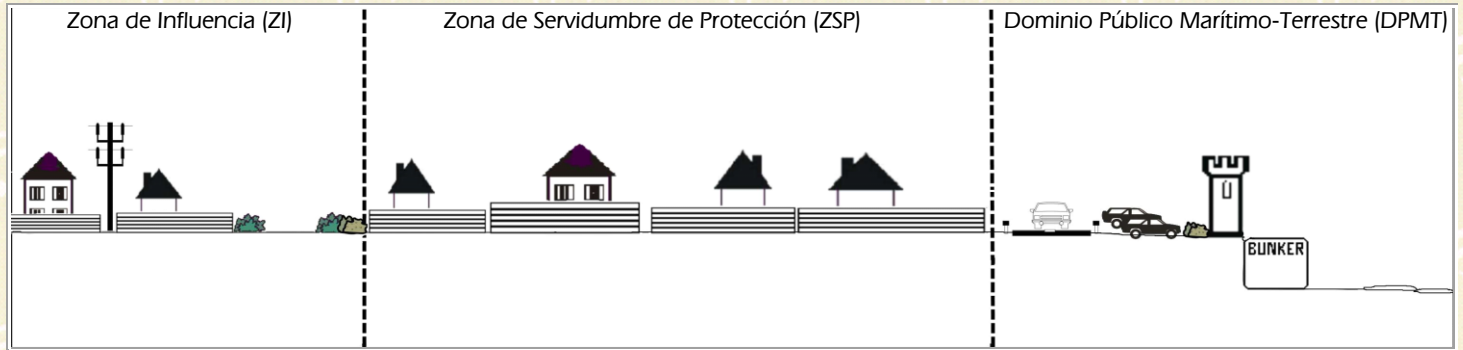 Zona de Influencia (ZI)
Zona de Servidumbre de Protección (ZSP)
Dominio Público Marítimo-Terrestre (DPMT)
BUNKER